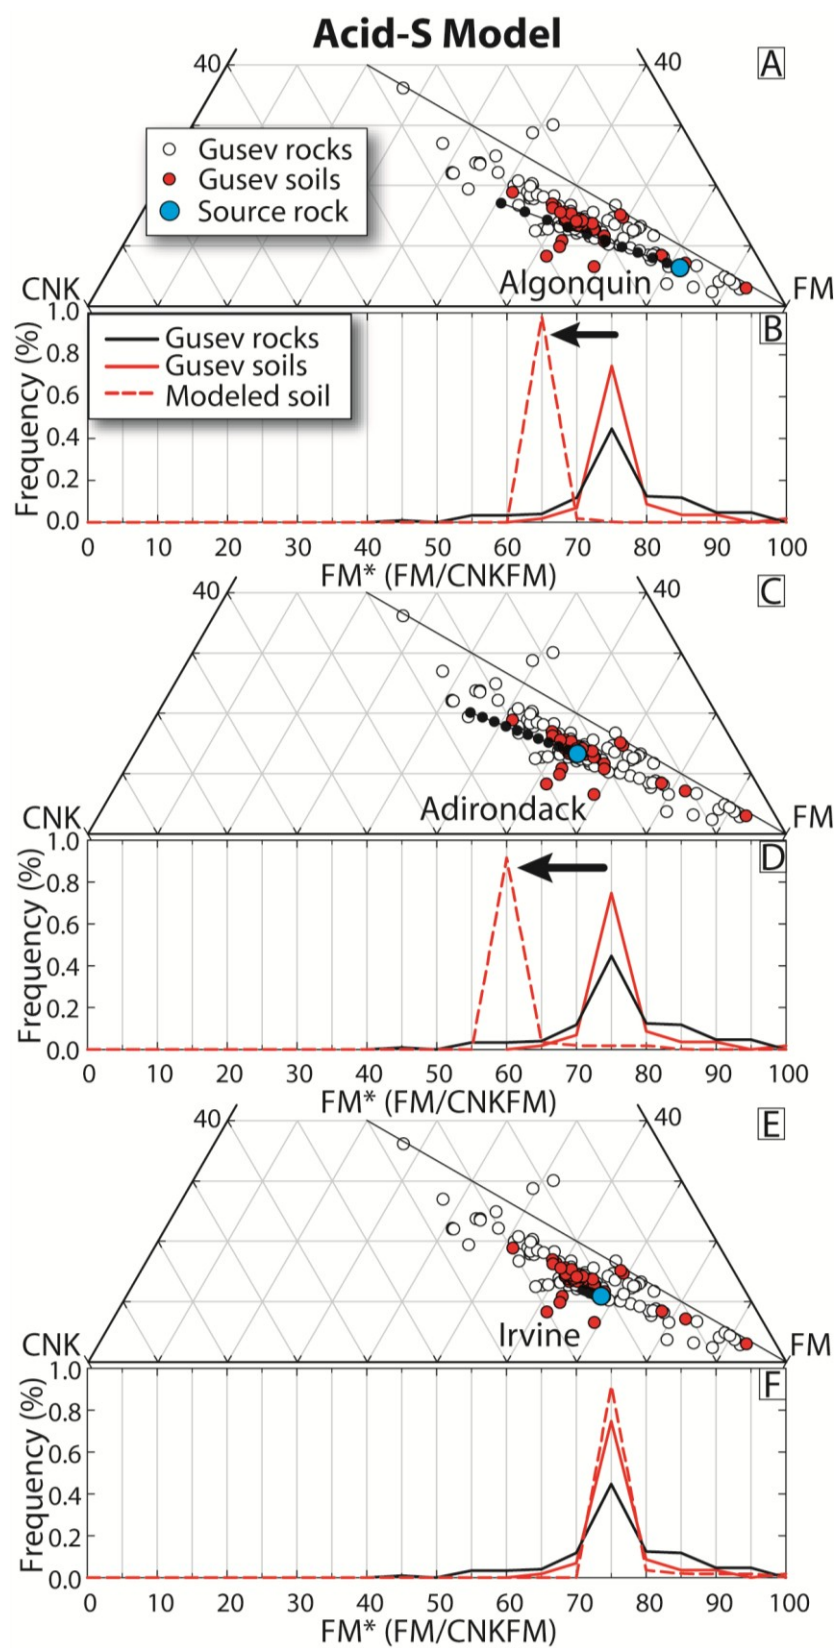 Acid-S Model
40
40
A
Gusev rocks
Gusev soils
Source rock
Algonquin
CNK
FM
1.0
B
Gusev rocks
Gusev soils
Modeled soil
0.8
0.6
0.4
0.2
0.0
Frequency (%)
0 10 20 30 40 50 60 70 80 90 100
FM* (FM/CNKFM)
40
40
C
Adirondack
CNK
FM
1.0
D
0.8
0.6
0.4
0.2
0.0
Frequency (%)
0 10 20 30 40 50 60 70 80 90 100
FM* (FM/CNKFM)
40
40
E
Irvine
CNK
FM
1.0
F
0.8
0.6
0.4
0.2
0.0
Frequency (%)
0 10 20 30 40 50 60 70 80 90 100
FM* (FM/CNKFM)